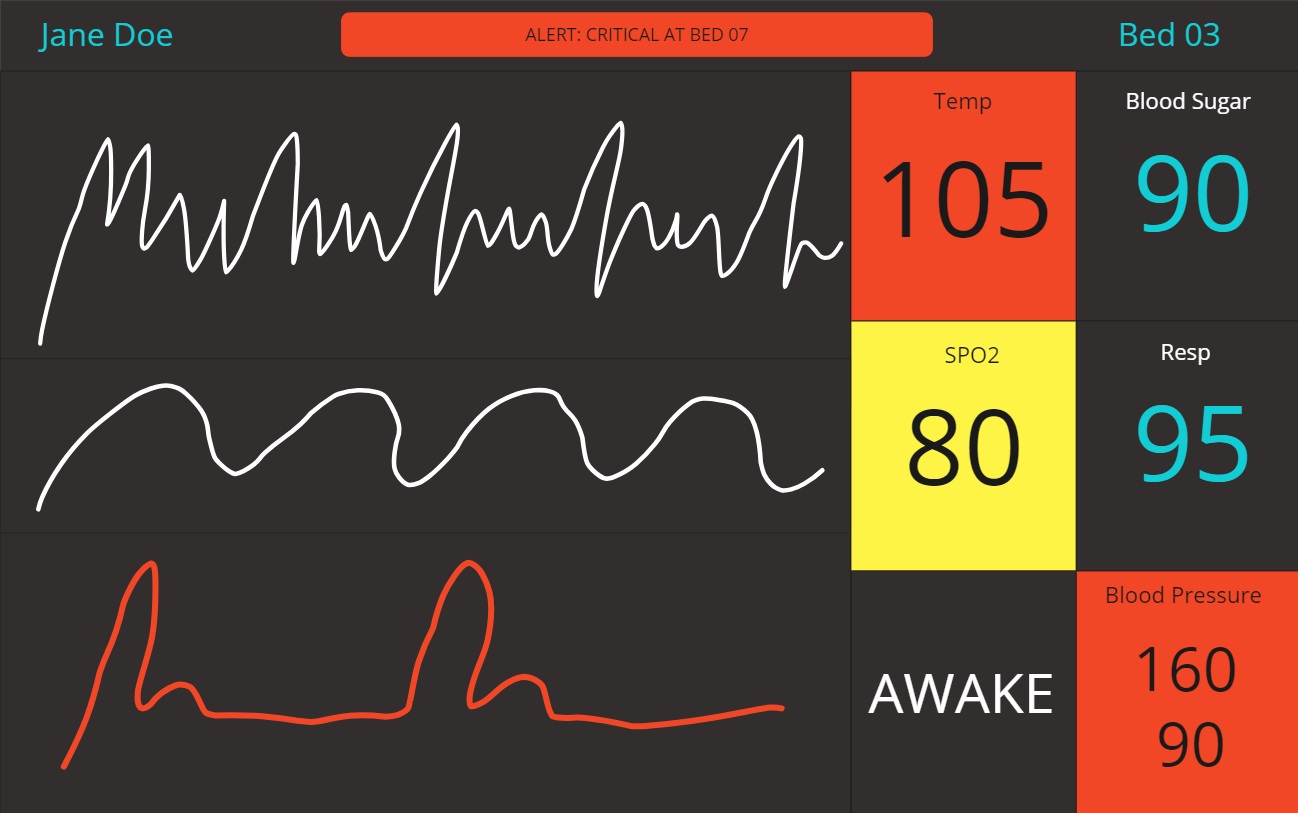 Jane Doe
ALERT: CRITICAL AT BED 07
Bed 03
Temp
105
Blood Sugar
90
SPO2
80
Resp
95
AWAKE
Blood Pressure
160
90